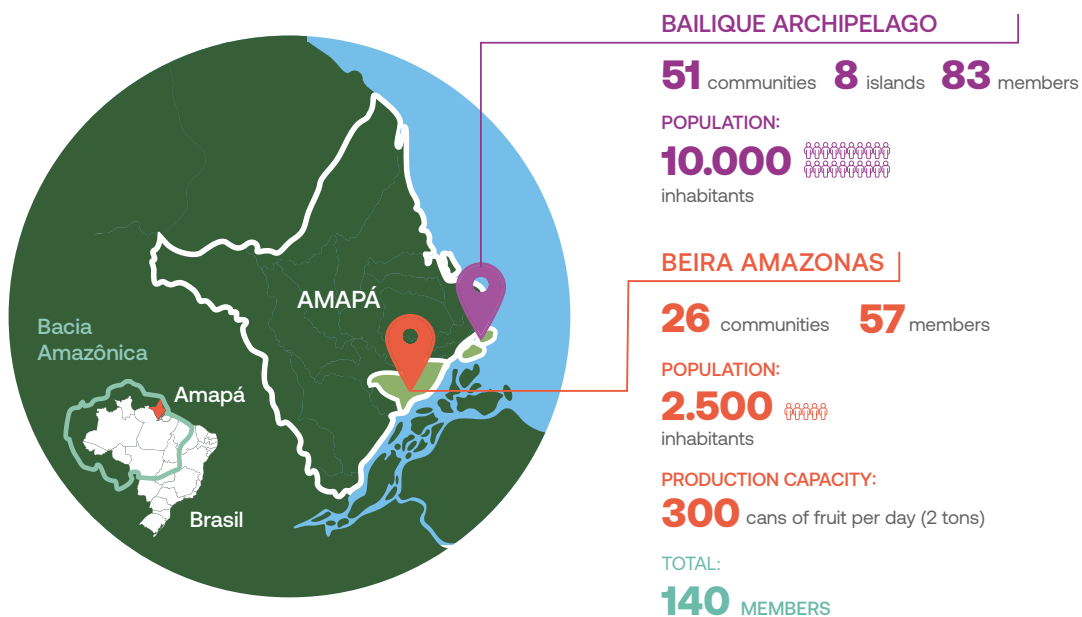 BAILIQUE ARCHIPELAGO
51 communities 8 islands 83 members
POPULATION:
10.000
inhabitants
BEIRA AMAZONAS
26 communities 57 members
POPULATION:
2.500
inhabitants
PRODUCTION CAPACITY:
300 cans of fruit per day (2 tons)
TOTAL:
140 MEMBERS
AMAPÁ
Bacia
Amazônica
Amapá
Brasil